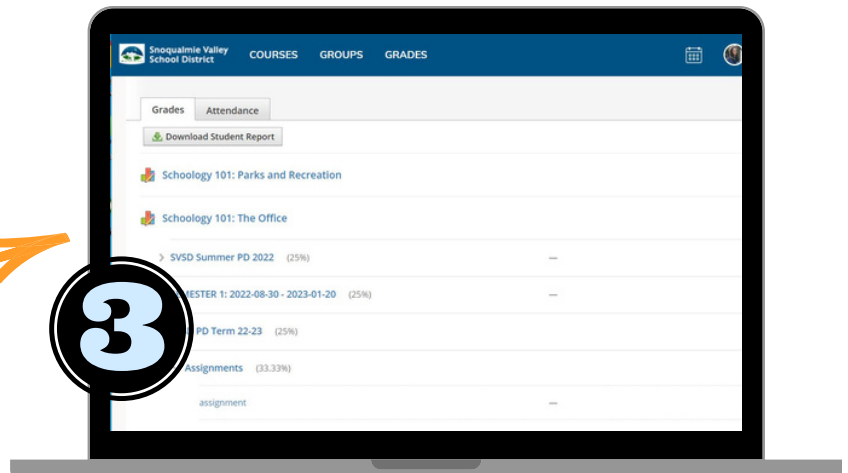 Snoqualmie Valley
School District
COURSES GROUPS GRADES
Grades Attendance
Download Student Report
Schoology 101: Parks and Recreation
Schoology 101: The Office
SVSD Summer PD 2022 (25%) —
1: 2022-08-30 - 2023-01-20 (25%) —
PD Term 22-23 (25%)
Assignments (33.33%)
assignment —
3